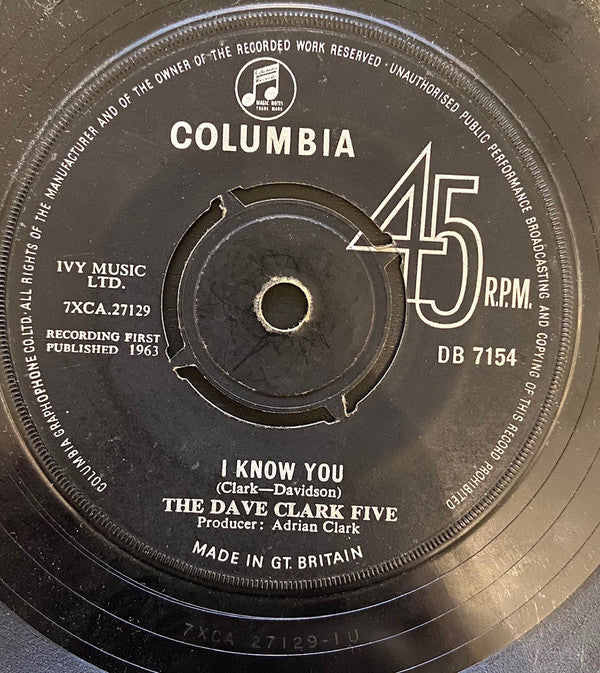 COLUMBIA GRAPHOPHONE CO. LTD. · ALL RIGHTS OF THE MANUFACTURER AND OF THE OWNER OF THE RECORDED WORK RESERVED · UNAUTHORISED PUBLIC PERFORMANCE BROADCASTING AND COPYING OF THIS RECORD PROHIBITED
MAGIC NOTES
TRADE MARK
COLUMBIA
45
R.P.M.
IVY MUSIC
LTD.
7XCA.27129
RECORDING FIRST
PUBLISHED 1963
DB 7154
I KNOW YOU
(Clark—Davidson)
THE DAVE CLARK FIVE
Producer: Adrian Clark
MADE IN GT. BRITAIN
7XCA 27129-1U